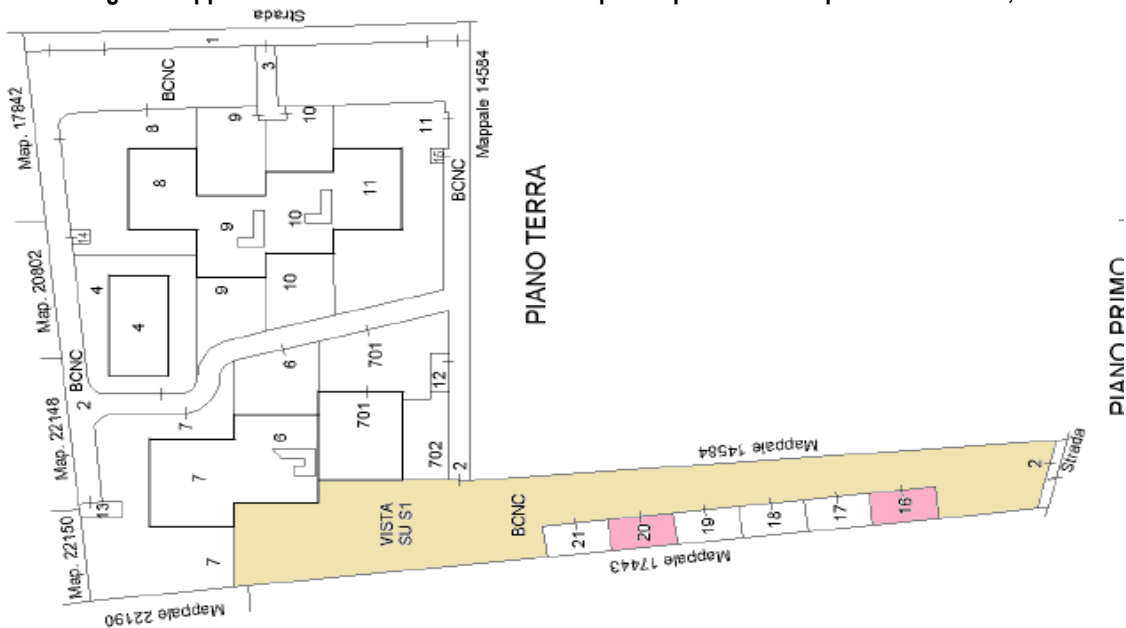 Strada
1
3
BCNC
Map. 17842
Mappale 14584
8
9
10
11
15
BCNC
8
9
10
11
14
Map. 20802
4
4
9
10
PIANO TERRA
PIANO PRIMO
Map. 22148
BCNC
2
7
6
701
12
6
701
702
2
7
13
Map. 22150
7
Mappale 22190
VISTA
SU S1
BCNC
Mappale 14584
21
20
19
18
17
16
Mappale 17443
2
Strada